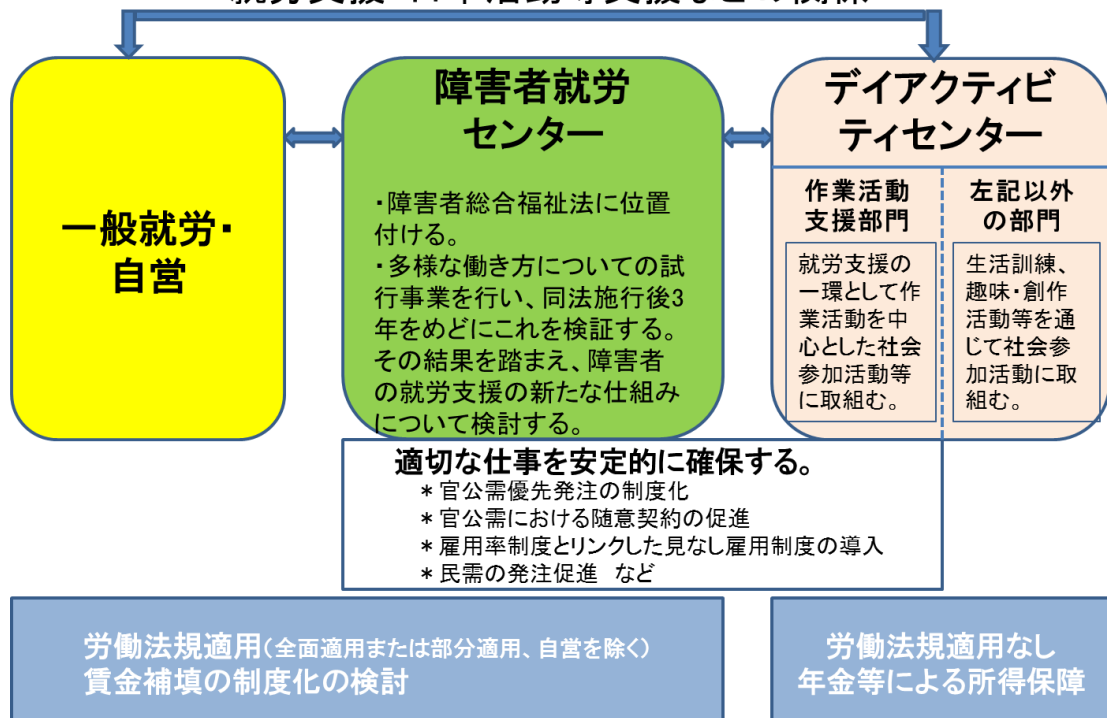 障害者就労
センター
デイアクティビ
ティセンター
一般就労・
自営
・障害者総合福祉法に位置
付ける。
・多様な働き方についての試
行事業を行い、同法施行後3
年をめどにこれを検証する。
その結果を踏まえ、障害者
の就労支援の新たな仕組み
について検討する。
作業活動
支援部門
就労支援の
一環として作
業活動を中
心とした社会
参加活動等
に取組む。
左記以外
の部門
生活訓練、
趣味・創作
活動等を通
じて社会参
加活動に取
組む。
適切な仕事を安定的に確保する。
＊官公需優先発注の制度化
＊官公需における随意契約の促進
＊雇用率制度とリンクした見なし雇用制度の導入
＊民需の発注促進 など
労働法規適用（全面適用または部分適用、自営を除く）
賃金補填の制度化の検討
労働法規適用なし
年金等による所得保障